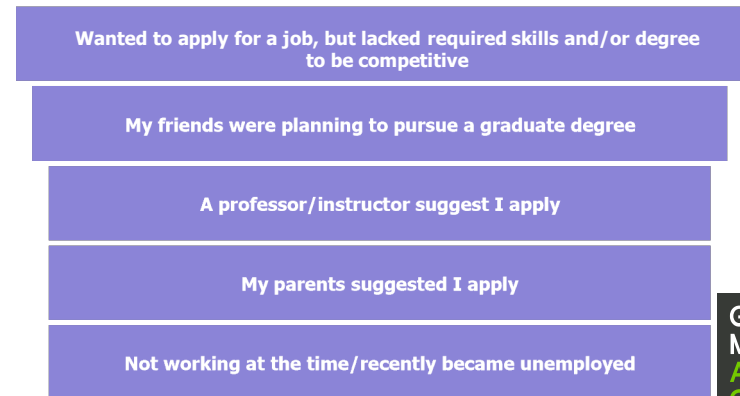 Wanted to apply for a job, but lacked required skills and/or degree
to be competitive
My friends were planning to pursue a graduate degree
A professor/instructor suggest I apply
My parents suggested I apply
Not working at the time/recently became unemployed
G
M
A